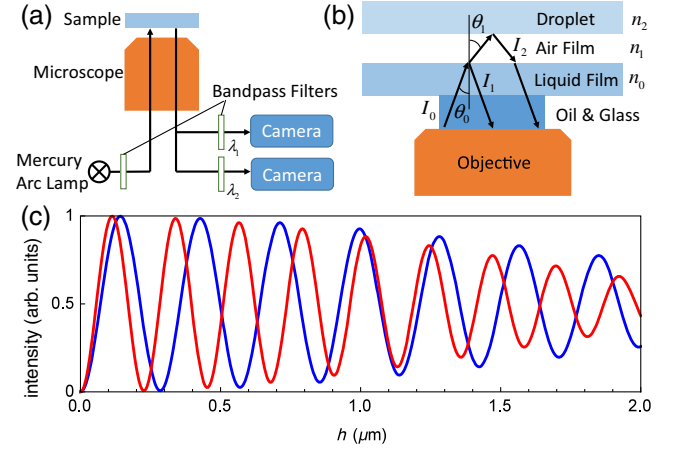 (a)
Sample
Microscope
Bandpass Filters
Mercury
Arc Lamp
Camera
λ₁
Camera
λ₂
(b)
θ₁
Droplet
n₂
I₂
Air Film
n₁
I₁
Liquid Film
n₀
I₀
θ₀
Oil & Glass
Objective
(c)
intensity (arb. units)
1
0.5
0
0.0
0.5
1.0
1.5
2.0
h (μm)